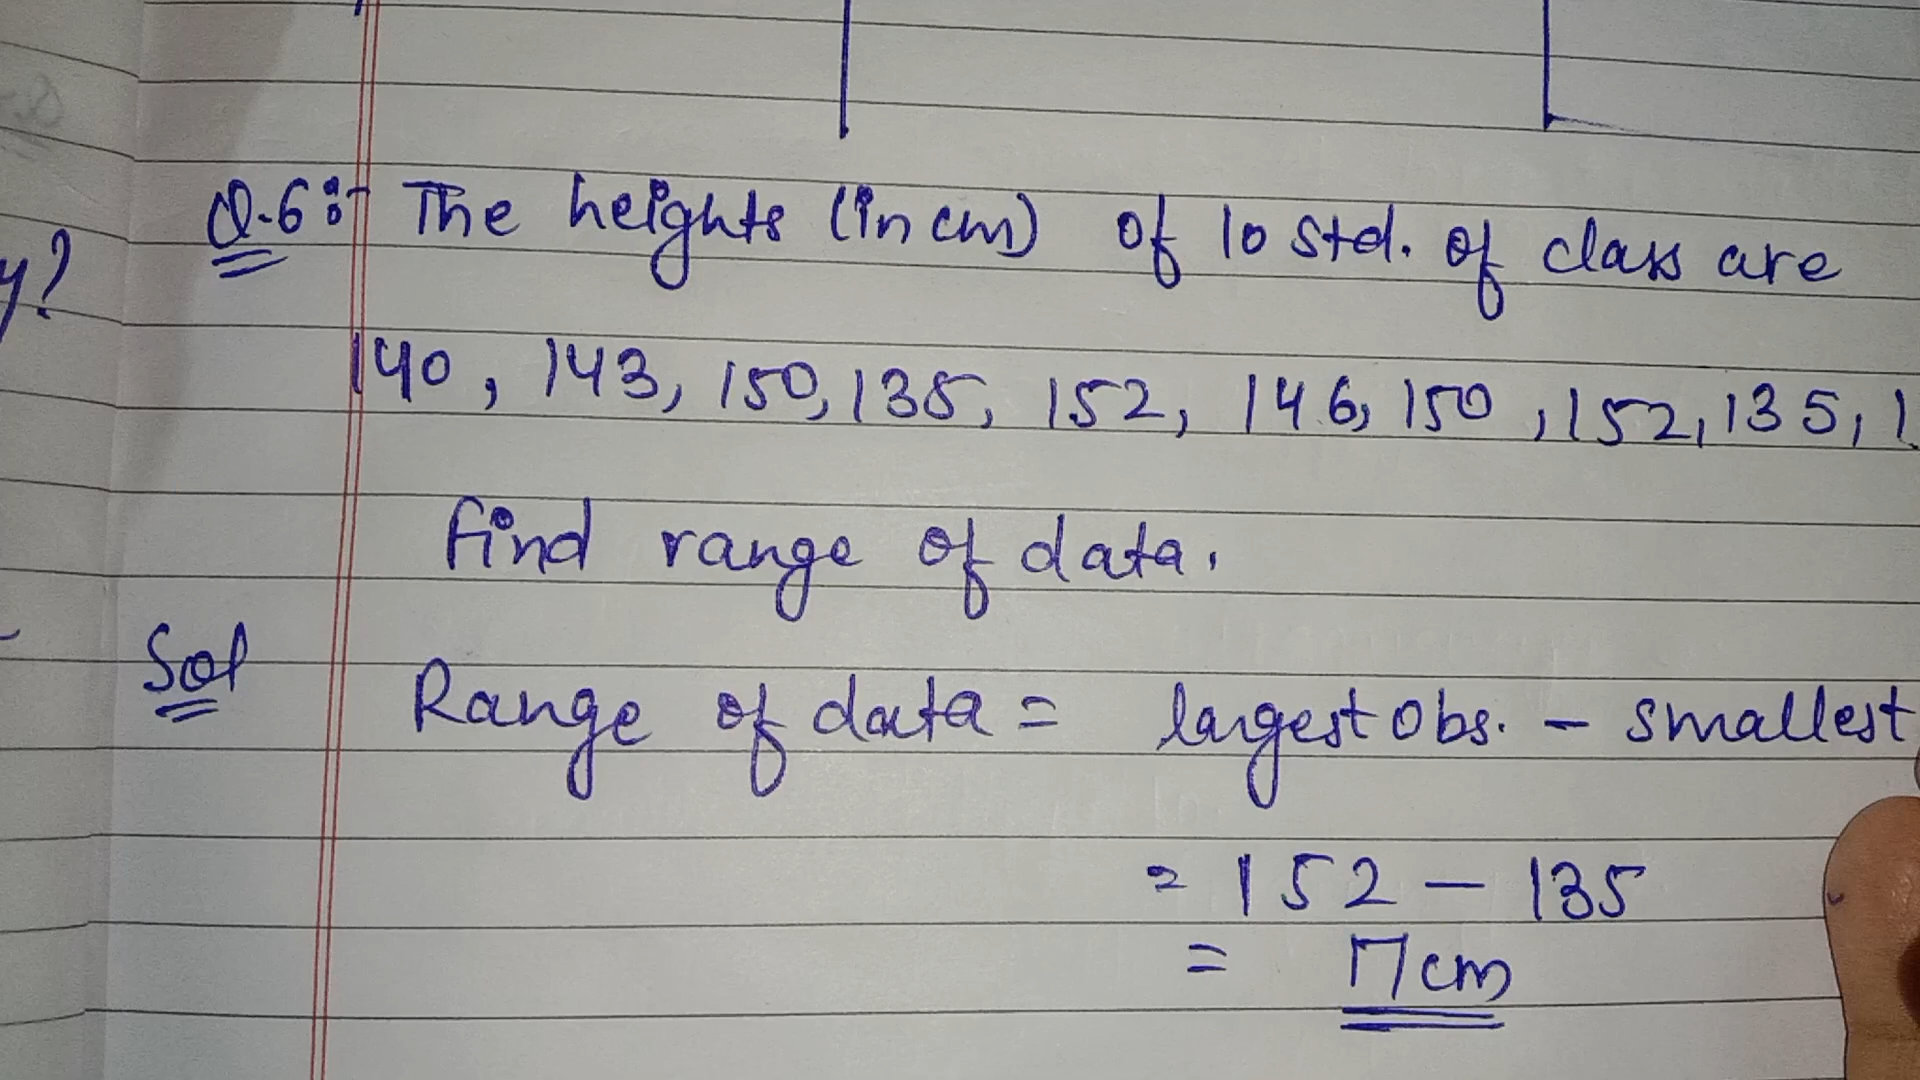 Q.6:- The heights (in cm) of 10 std. of class are
y?
140, 143, 150, 135, 152, 146, 150, 152, 135, 1
find range of data.
Sol Range of data = largest obs. - smallest
= 152 - 135
= 17cm